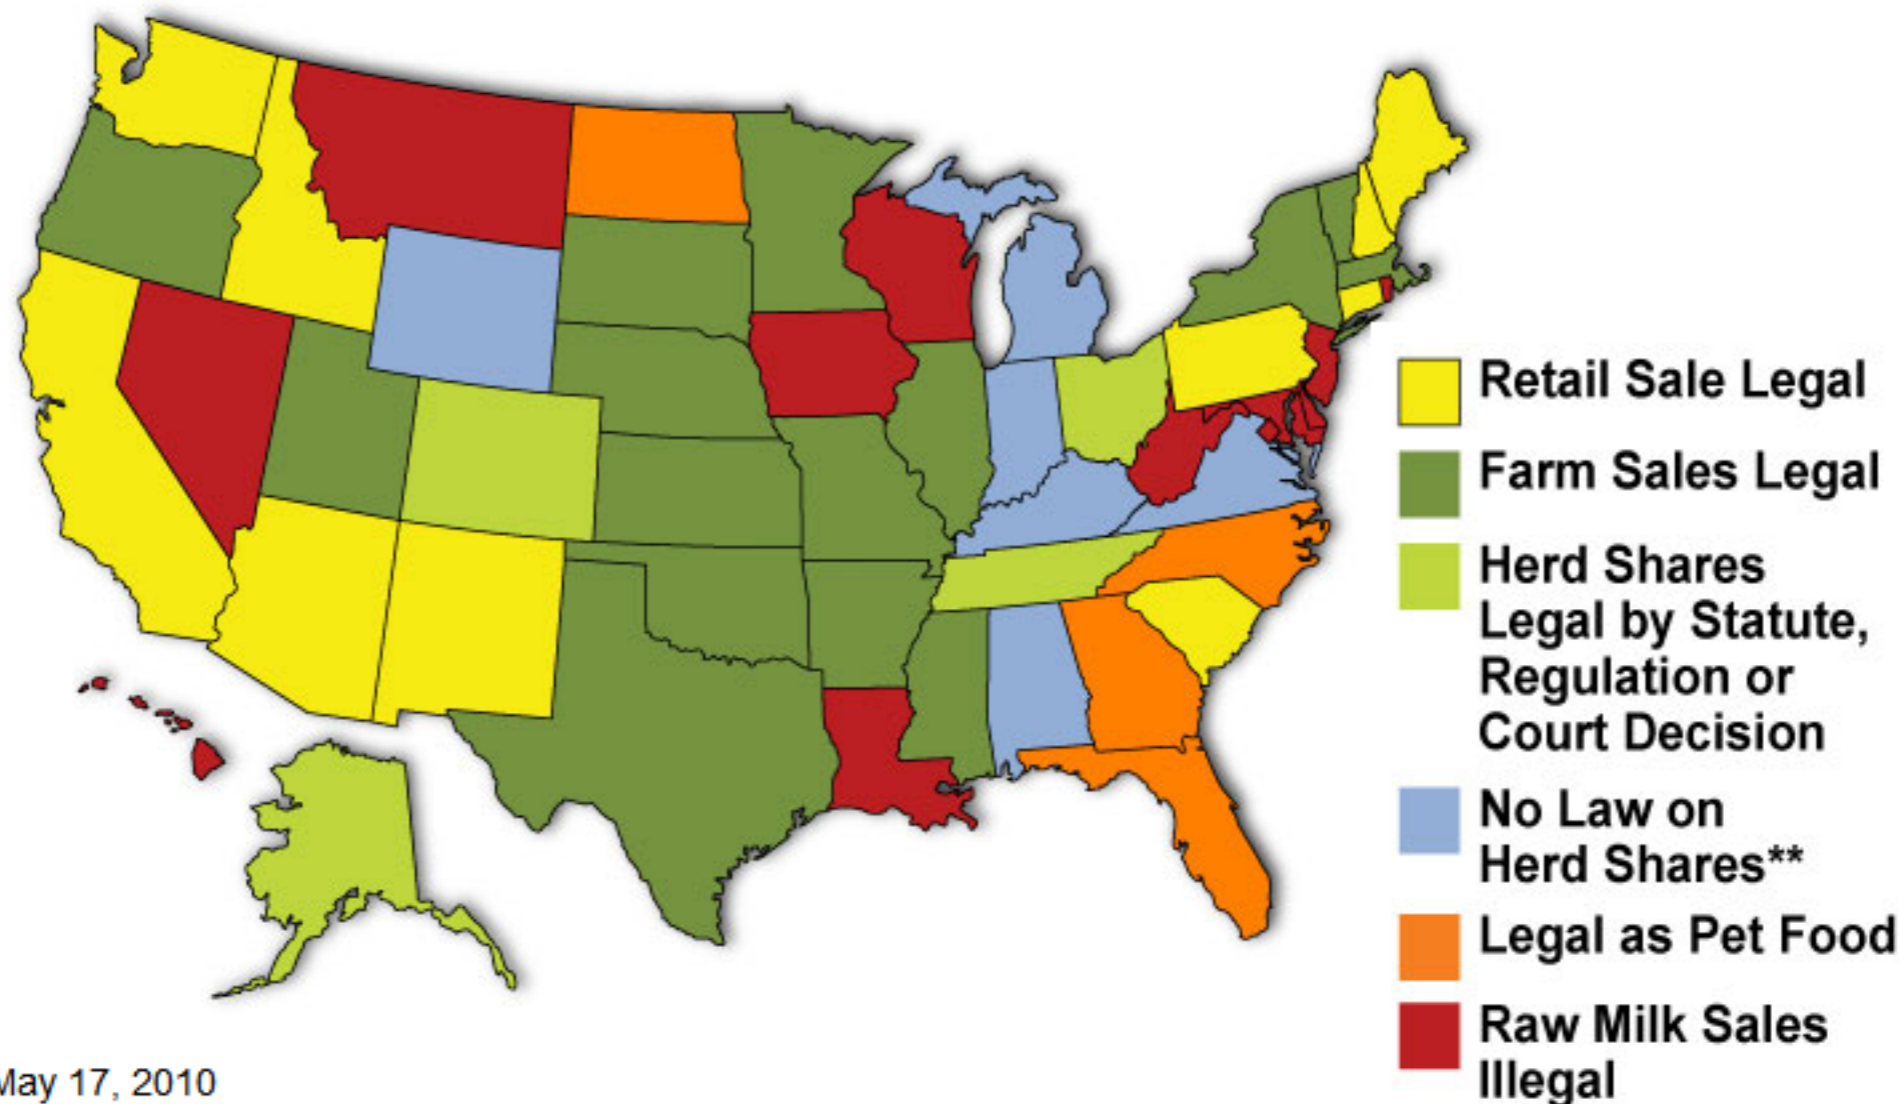 Retail Sale Legal
Farm Sales Legal
Herd Shares
Legal by Statute,
Regulation or
Court Decision
No Law on
Herd Shares**
Legal as Pet Food
Raw Milk Sales
Illegal
May 17, 2010